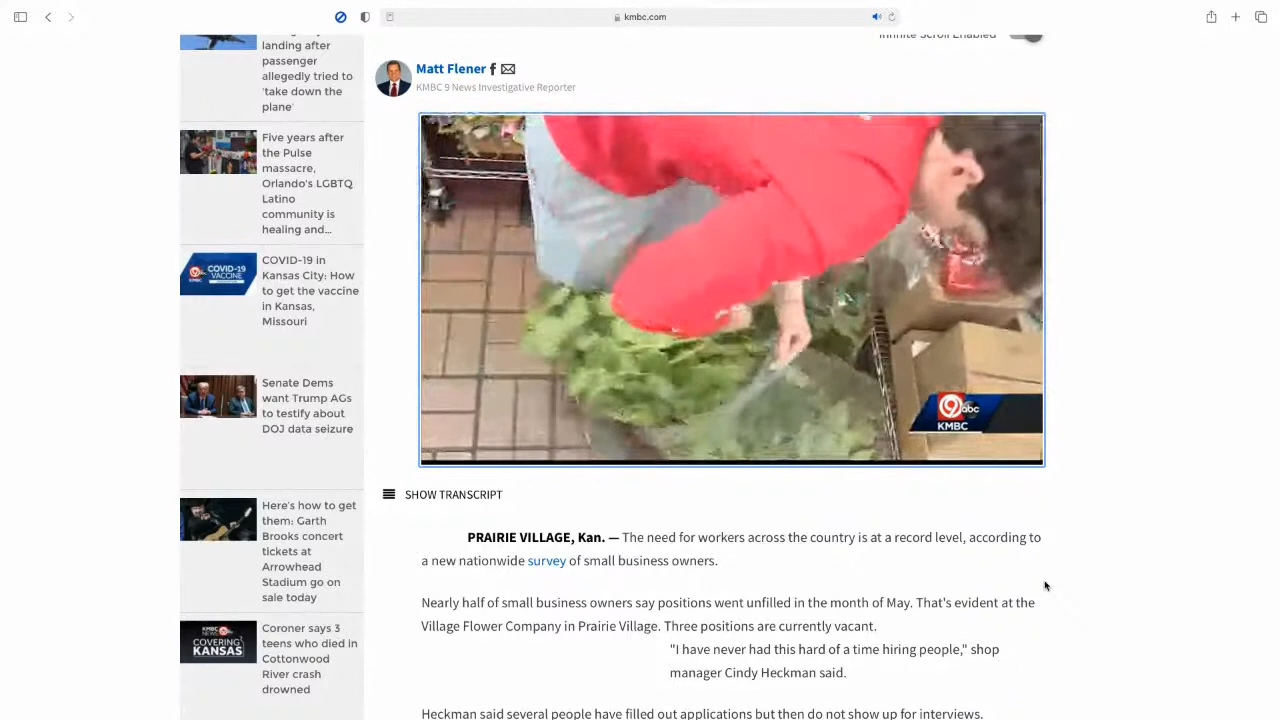 kmbc.com
landing after
passenger
allegedly tried to
'take down the
plane'
Five years after
the Pulse
massacre,
Orlando's LGBTQ
Latino
community is
healing and...
COVID-19
VACCINE
COVID-19 in
Kansas City: How
to get the vaccine
in Kansas,
Missouri
Senate Dems
want Trump AGs
to testify about
DOJ data seizure
Here's how to get
them: Garth
Brooks concert
tickets at
Arrowhead
Stadium go on
sale today
COVERING
KANSAS
Coroner says 3
teens who died in
Cottonwood
River crash
drowned
Infinite Scroll Enabled
Matt Flener
KMBC 9 News Investigative Reporter
9 abc
KMBC
SHOW TRANSCRIPT
PRAIRIE VILLAGE, Kan. — The need for workers across the country is at a record level, according to
a new nationwide survey of small business owners.
Nearly half of small business owners say positions went unfilled in the month of May. That's evident at the
Village Flower Company in Prairie Village. Three positions are currently vacant.
"I have never had this hard of a time hiring people," shop
manager Cindy Heckman said.
Heckman said several people have filled out applications but then do not show up for interviews.